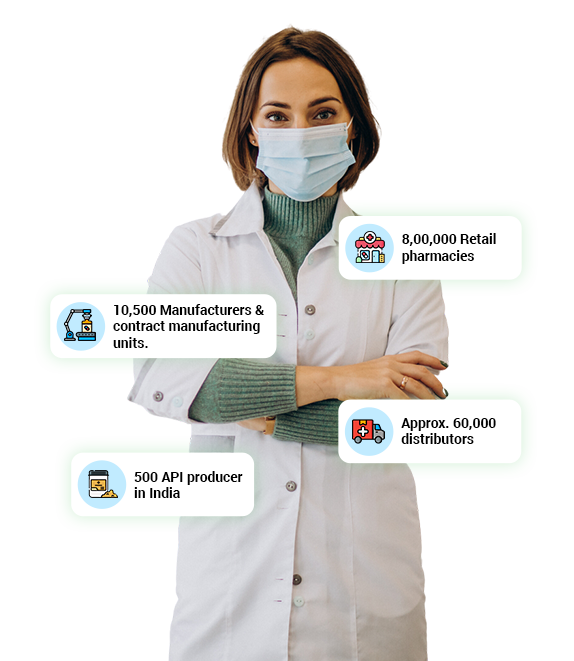 8,00,000 Retail
pharmacies
10,500 Manufacturers &
contract manufacturing
units.
Approx. 60,000
distributors
500 API producer
in India